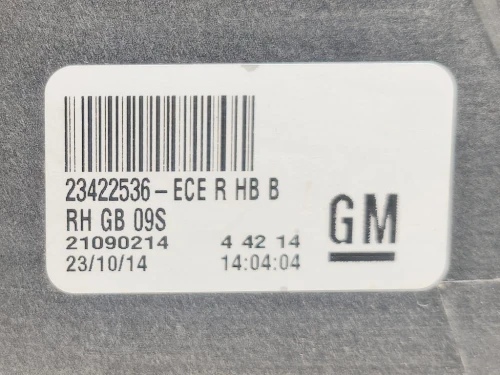 23422536-ECE R HB B
RH GB 09S
21090214 4 42 14
23/10/14 14:04:04
GM